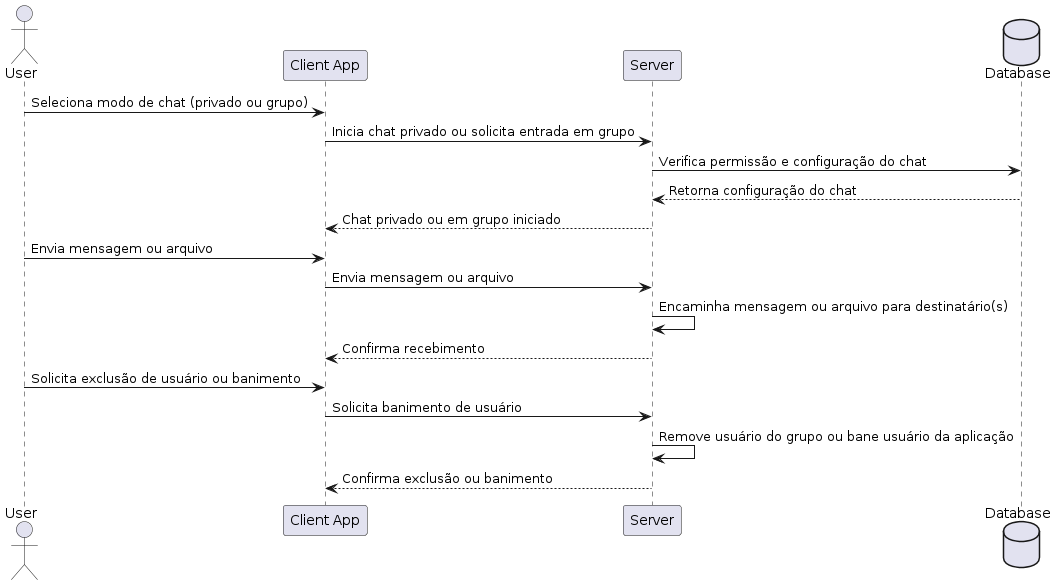 User
Client App
Server
Database
Seleciona modo de chat (privado ou grupo)
Inicia chat privado ou solicita entrada em grupo
Verifica permissão e configuração do chat
Retorna configuração do chat
Chat privado ou em grupo iniciado
Envia mensagem ou arquivo
Envia mensagem ou arquivo
Encaminha mensagem ou arquivo para destinatário(s)
Confirma recebimento
Solicita exclusão de usuário ou banimento
Solicita banimento de usuário
Remove usuário do grupo ou bane usuário da aplicação
Confirma exclusão ou banimento
User
Client App
Server
Database